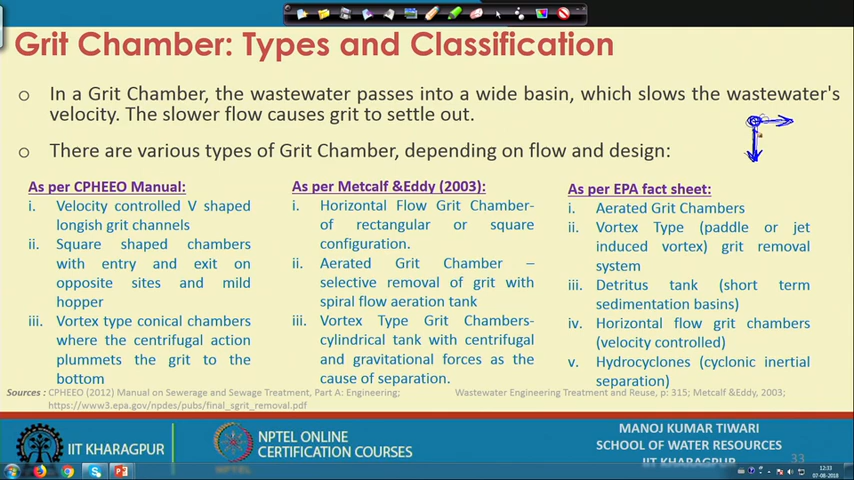 Grit Chamber: Types and Classification
o In a Grit Chamber, the wastewater passes into a wide basin, which slows the wastewater's
velocity. The slower flow causes grit to settle out.
o There are various types of Grit Chamber, depending on flow and design:
As per CPHEEO Manual:
i. Velocity controlled V shaped
longish grit channels
ii. Square shaped chambers
with entry and exit on
opposite sites and mild
hopper
iii. Vortex type conical chambers
where the centrifugal action
plummets the grit to the
bottom
As per Metcalf &Eddy (2003):
i. Horizontal Flow Grit Chamber-
of rectangular or square
configuration.
ii. Aerated Grit Chamber –
selective removal of grit with
spiral flow aeration tank
iii. Vortex Type Grit Chambers-
cylindrical tank with centrifugal
and gravitational forces as the
cause of separation.
As per EPA fact sheet:
i. Aerated Grit Chambers
ii. Vortex Type (paddle or jet
induced vortex) grit removal
system
iii. Detritus tank (short term
sedimentation basins)
iv. Horizontal flow grit chambers
(velocity controlled)
v. Hydrocyclones (cyclonic inertial
separation)
Sources : CPHEEO (2012) Manual on Sewerage and Sewage Treatment, Part A: Engineering; Wastewater Engineering Treatment and Reuse, p: 315; Metcalf &Eddy, 2003;
https://www3.epa.gov/npdes/pubs/final_sgrit_removal.pdf
IIT KHARAGPUR
NPTEL ONLINE
CERTIFICATION COURSES
NPTEL
MANOJ KUMAR TIWARI
SCHOOL OF WATER RESOURCES
IIT KHARAGPUR
33
12:33
07-08-2018